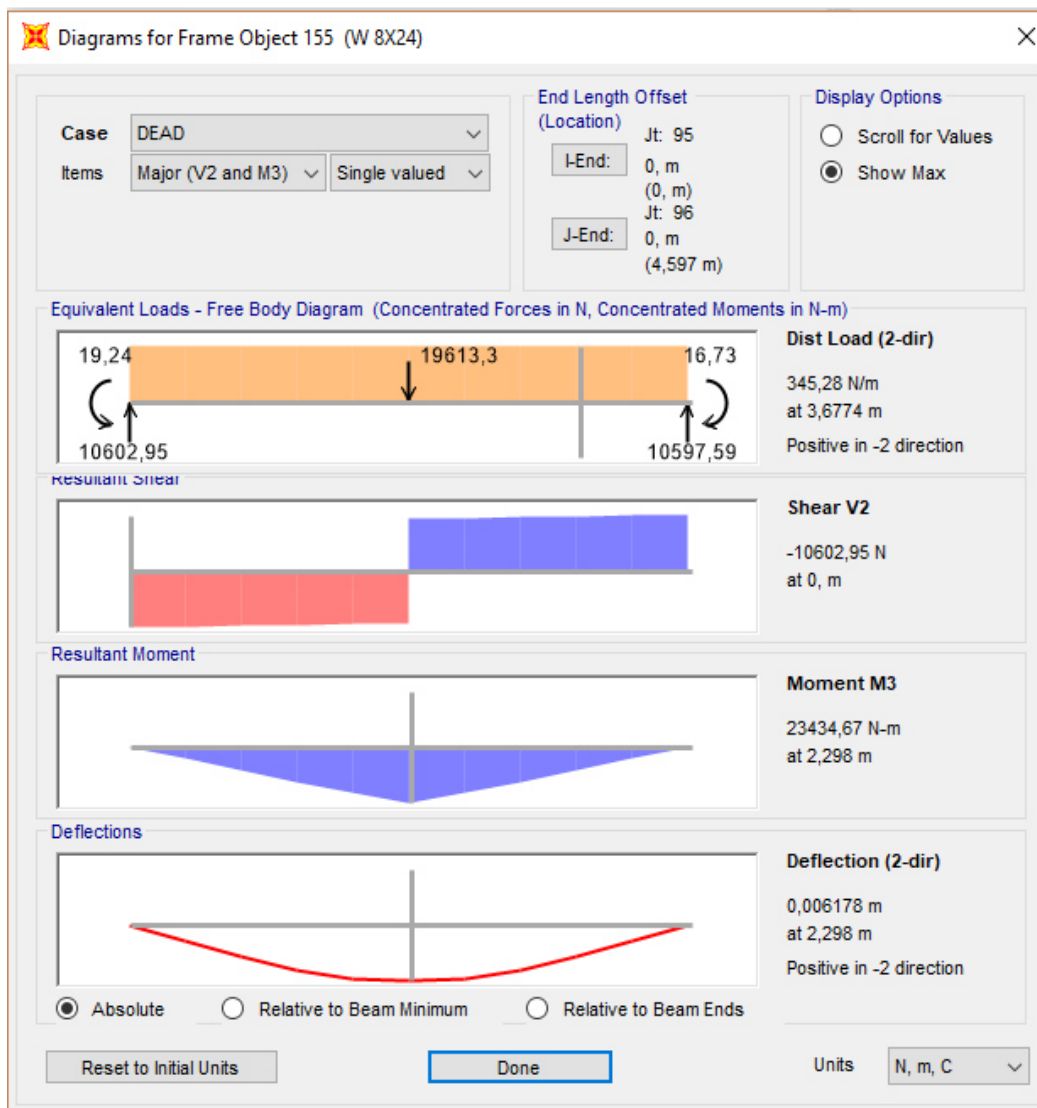 Diagrams for Frame Object 155 (W 8X24)
Case DEAD
Items Major (V2 and M3) Single valued
End Length Offset
(Location)
I-End:
Jt: 95
0, m
(0, m)
J-End:
Jt: 96
0, m
(4,597 m)
Display Options
Scroll for Values
Show Max
Equivalent Loads - Free Body Diagram (Concentrated Forces in N, Concentrated Moments in N-m)
19,24 19613,3 16,73
10602,95 10597,59
Dist Load (2-dir)
345,28 N/m
at 3,6774 m
Positive in -2 direction
Resultant Shear
Shear V2
-10602,95 N
at 0, m
Resultant Moment
Moment M3
23434,67 N-m
at 2,298 m
Deflections
Deflection (2-dir)
0,006178 m
at 2,298 m
Positive in -2 direction
Absolute Relative to Beam Minimum Relative to Beam Ends
Reset to Initial Units Done Units N, m, C